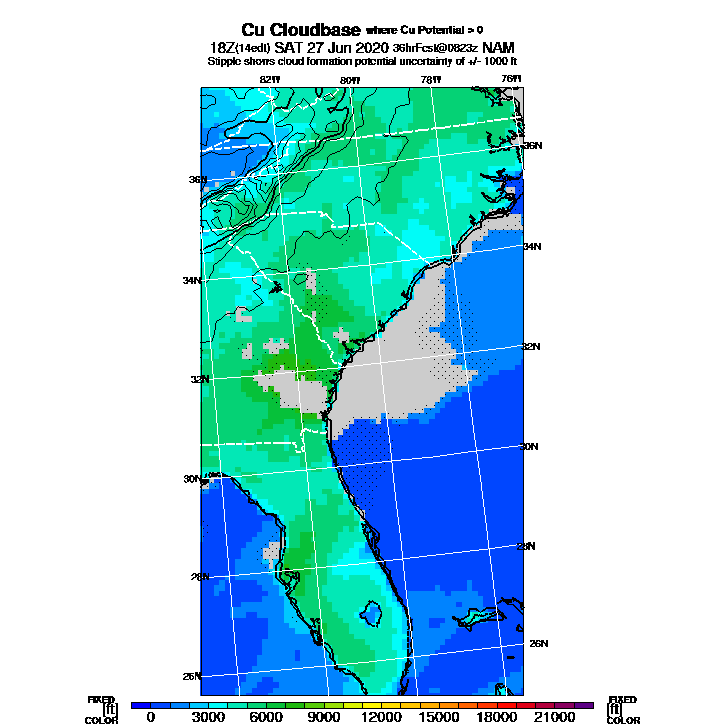 Cu Cloudbase where Cu Potential > 0
18Z(14edt) SAT 27 Jun 2020 36hrFcst@0823z NAM
Stipple shows cloud formation potential uncertainty of +/- 1000 ft
82W 80W 78W 76W
36N 36N
34N 34N
32N 32N
30N 30N
28N 28N
26N 26N
FIXED FIXED
[ft] [ft]
COLOR COLOR
0 3000 6000 9000 12000 15000 18000 21000